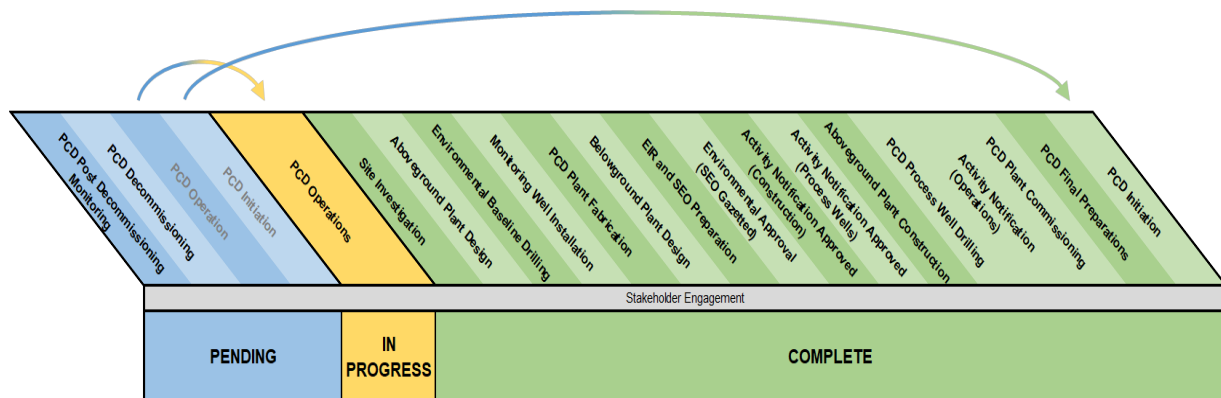 PCD Post Decommissioning
Monitoring
PCD Decommissioning
PCD Operation
PCD Initiation
PCD Operations
Site Investigation
Aboveground Plant Design
Environmental Baseline Drilling
Monitoring Well Installation
PCD Plant Fabrication
Belowground Plant Design
EIR and SEO Preparation
Environmental Approval
(SEO Gazetted)
Activity Notification Approved
(Construction)
Activity Notification Approved
(Process Wells)
Aboveground Plant Construction
PCD Process Well Drilling
Activity Notification
(Operations)
PCD Plant Commissioning
PCD Final Preparations
PCD Initiation
Stakeholder Engagement
PENDING
IN
PROGRESS
COMPLETE